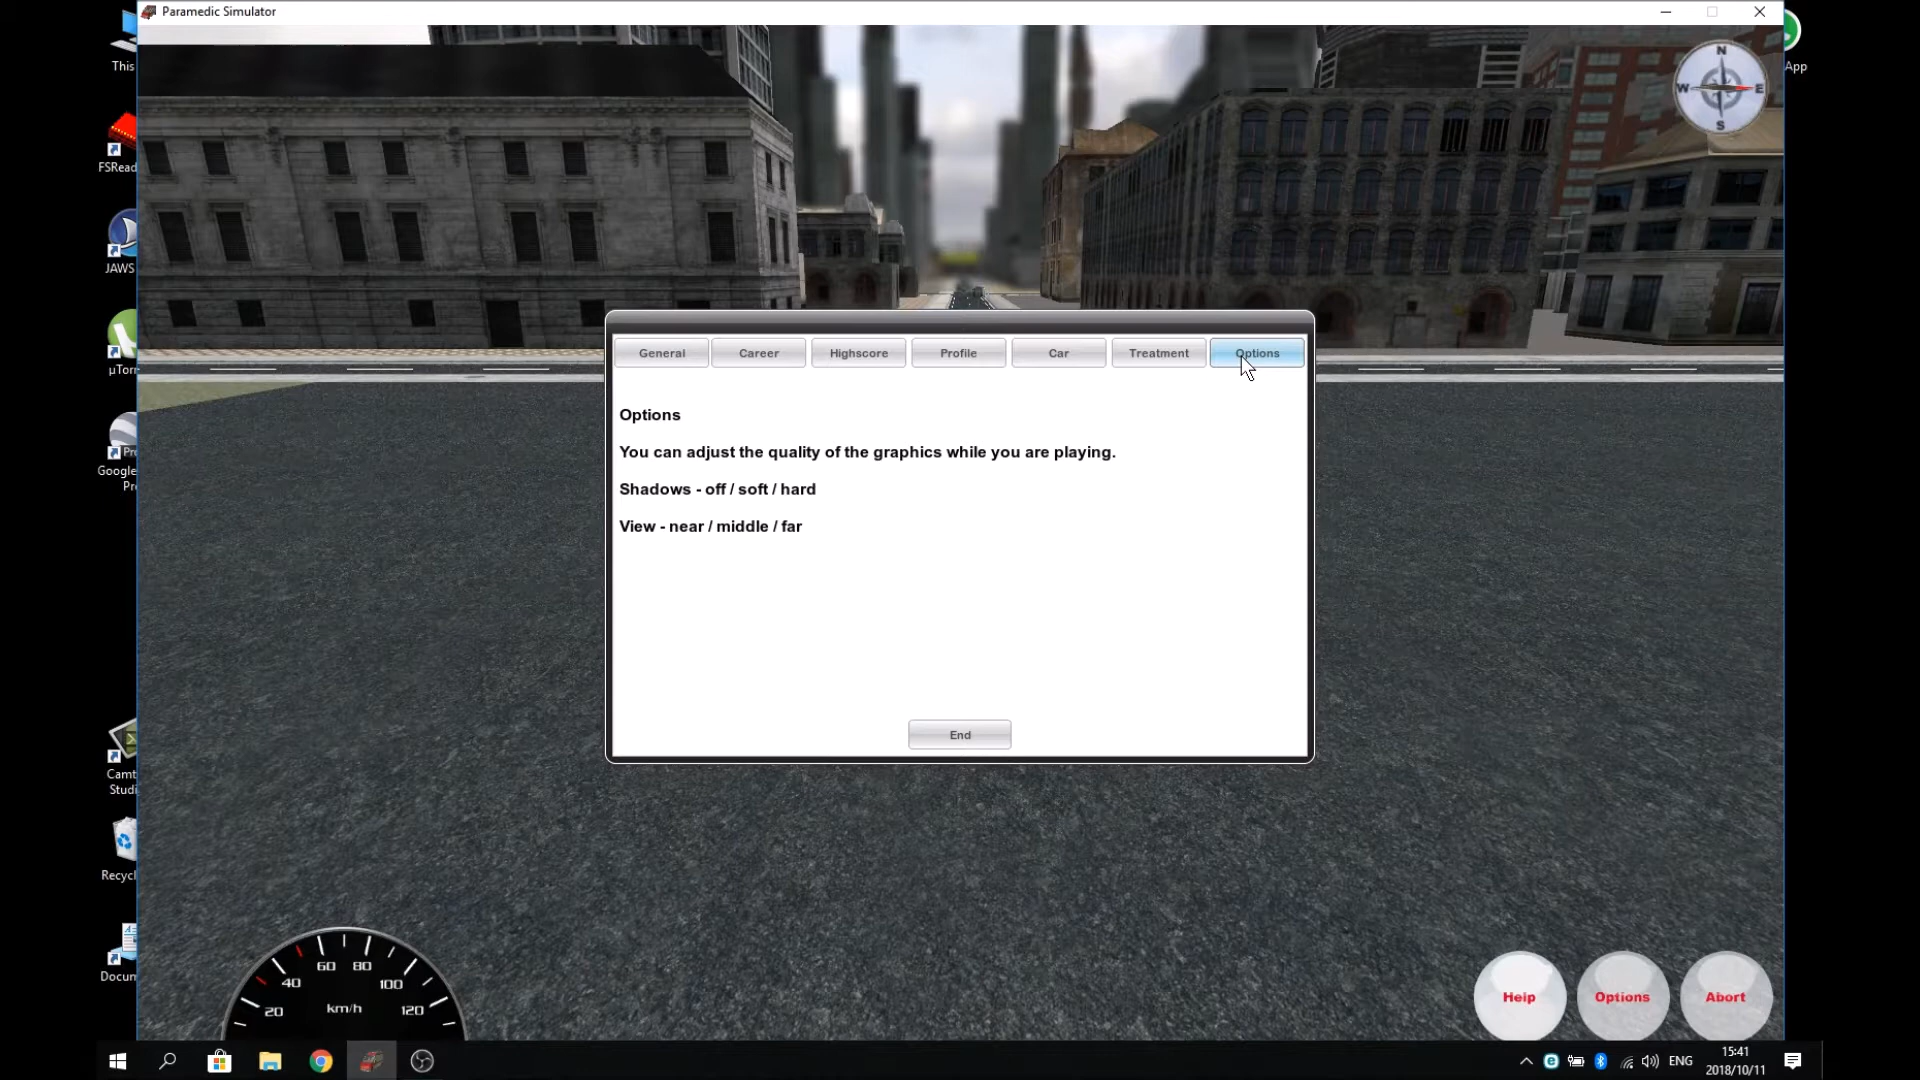 Paramedic Simulator
This
FSRead
JAWS
µTorr
Google
Pro
Camt
Studi
Recycl
Docum
App
N
W E
S
General Career Highscore Profile Car Treatment Options
Options
You can adjust the quality of the graphics while you are playing.
Shadows - off / soft / hard
View - near / middle / far
End
20 40 60 80 100 120
km/h
Help Options Abort
ENG
15:41
2018/10/11